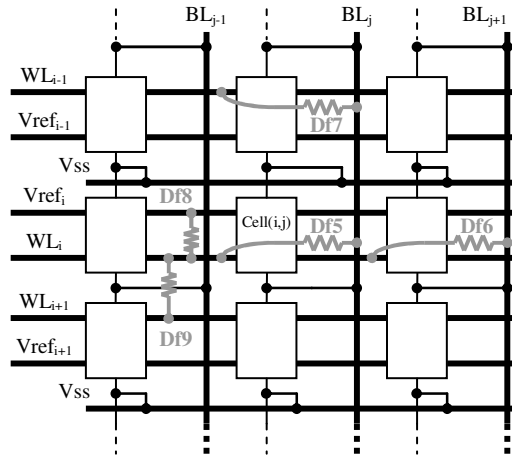 BLj-1 BLj BLj+1
WLi-1
Df7
Vrefi-1
Vss
Vrefi Df8
Cell(i,j) Df5 Df6
WLi
WLi+1
Df9
Vrefi+1
Vss